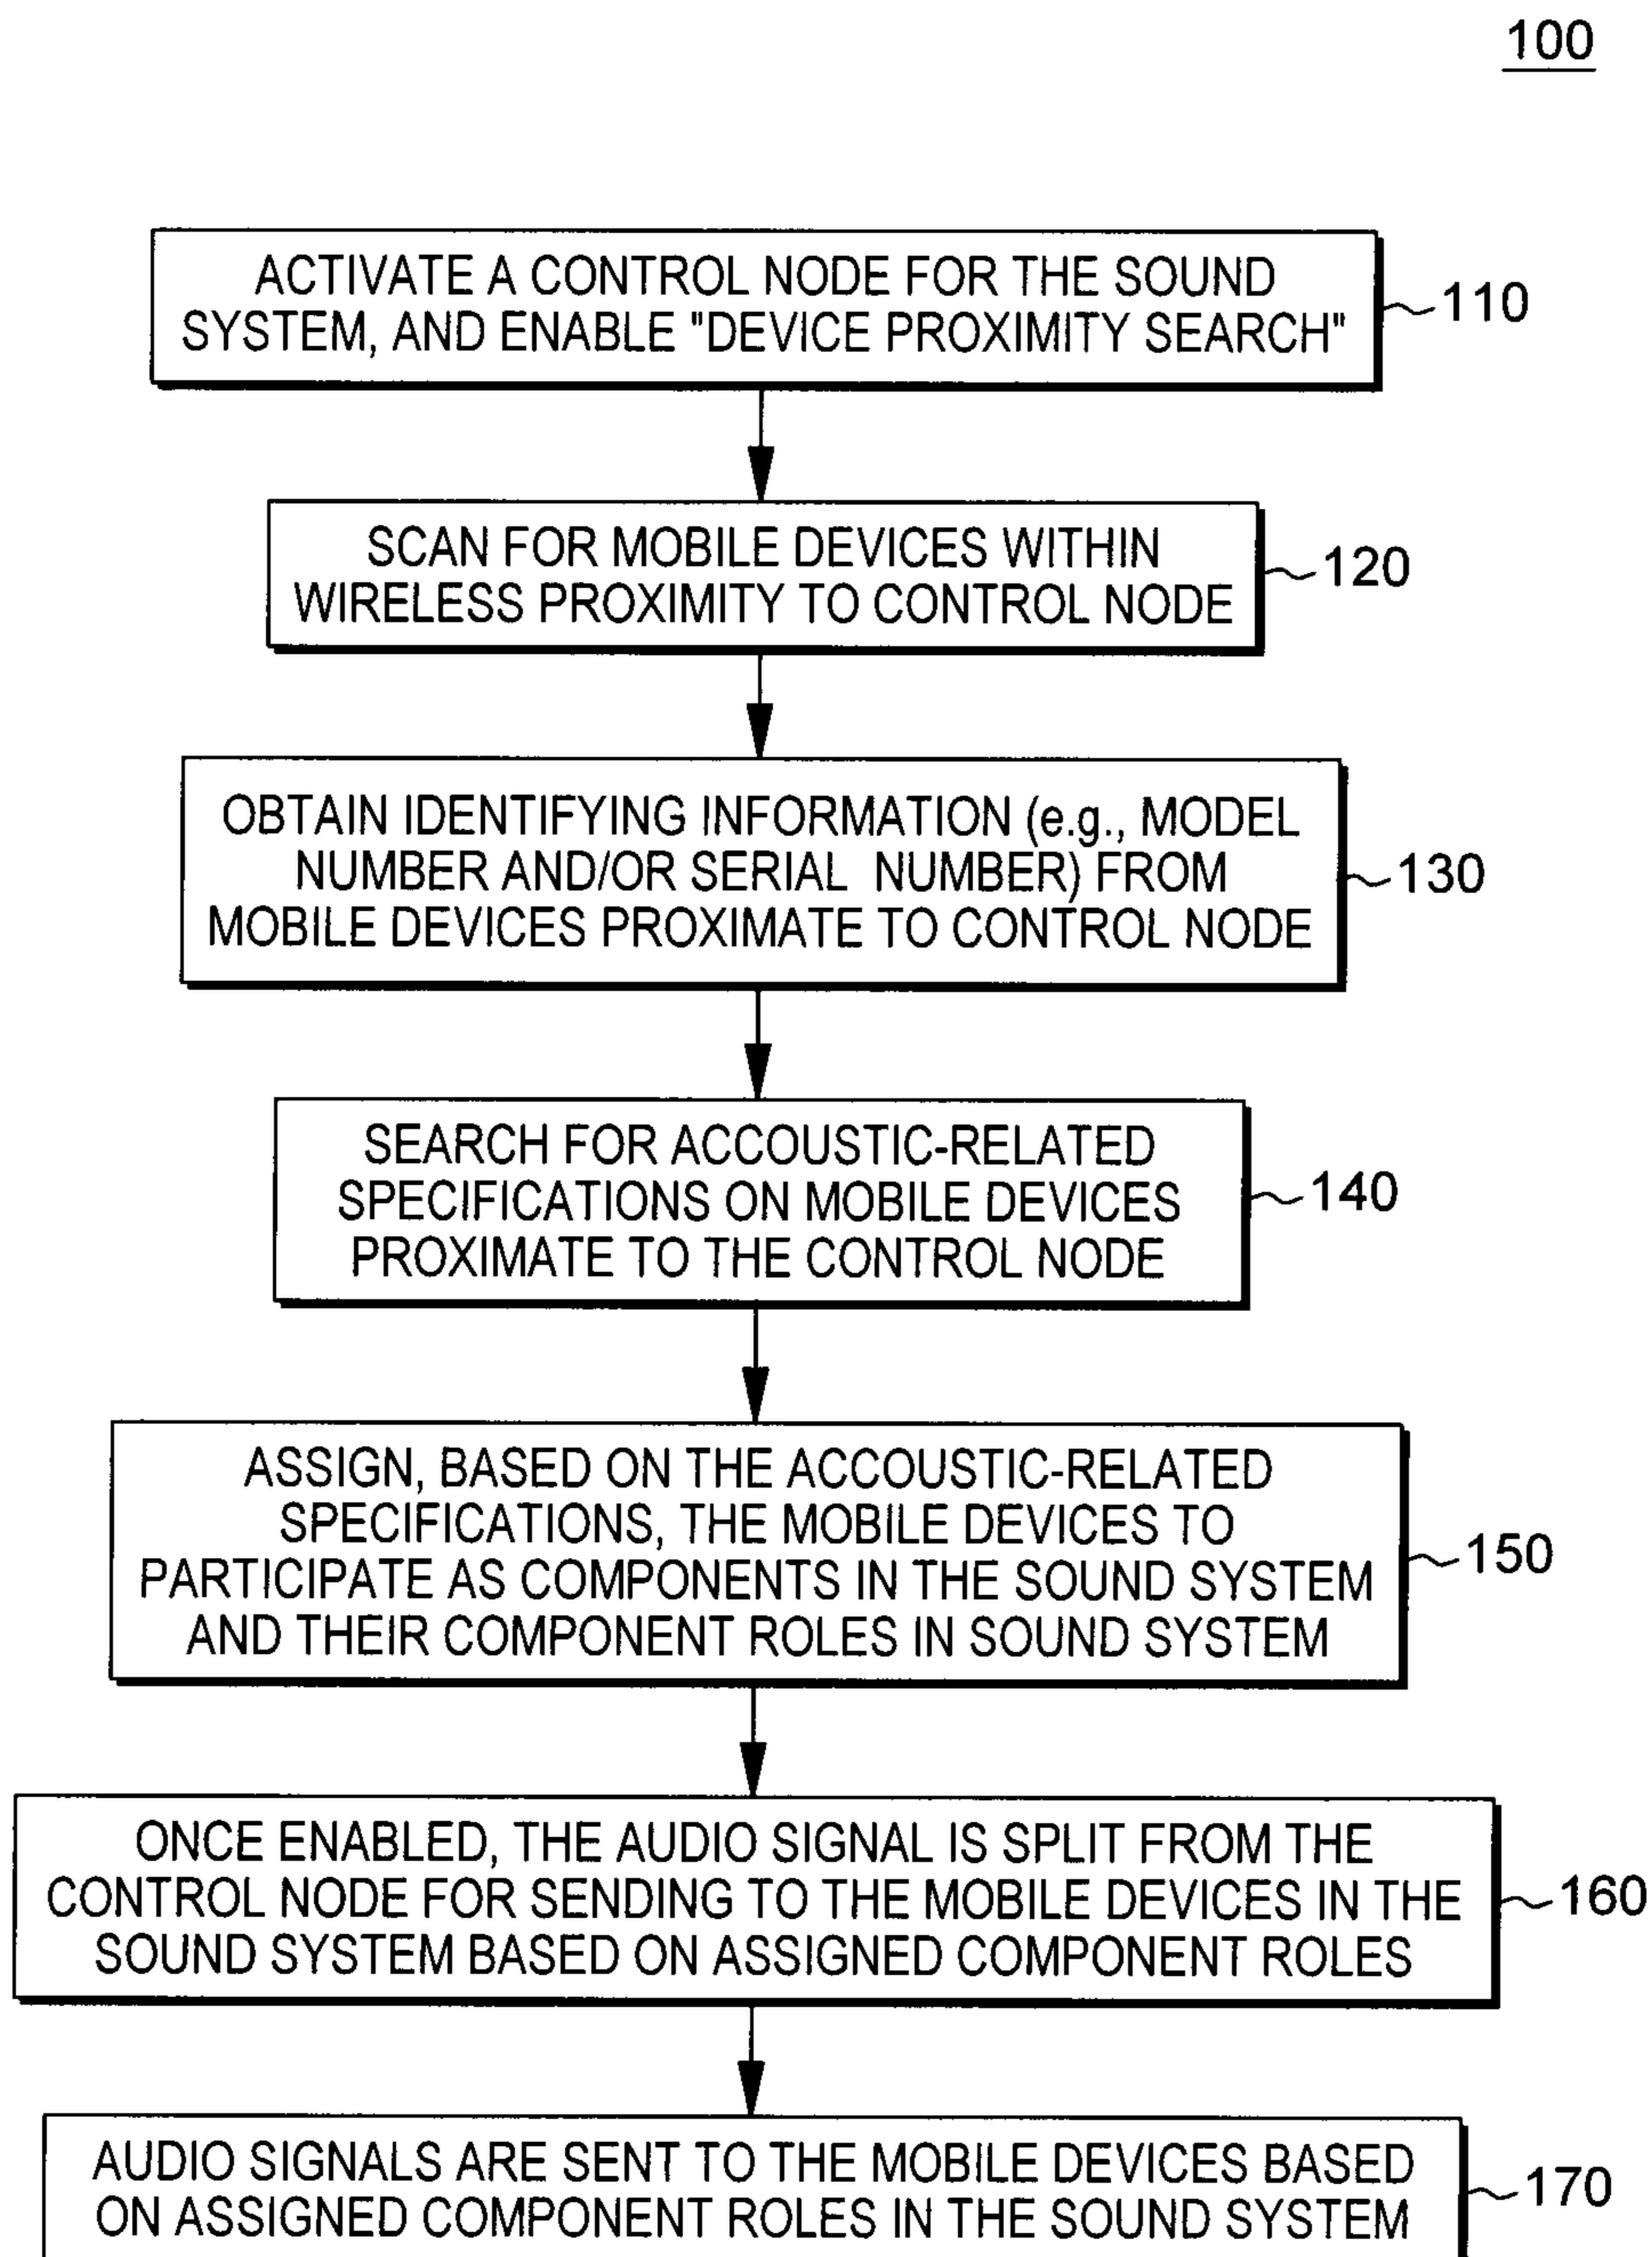 100
ACTIVATE A CONTROL NODE FOR THE SOUND
SYSTEM, AND ENABLE "DEVICE PROXIMITY SEARCH"
110
SCAN FOR MOBILE DEVICES WITHIN
WIRELESS PROXIMITY TO CONTROL NODE
120
OBTAIN IDENTIFYING INFORMATION (e.g., MODEL
NUMBER AND/OR SERIAL NUMBER) FROM
MOBILE DEVICES PROXIMATE TO CONTROL NODE
130
SEARCH FOR ACCOUSTIC-RELATED
SPECIFICATIONS ON MOBILE DEVICES
PROXIMATE TO THE CONTROL NODE
140
ASSIGN, BASED ON THE ACCOUSTIC-RELATED
SPECIFICATIONS, THE MOBILE DEVICES TO
PARTICIPATE AS COMPONENTS IN THE SOUND SYSTEM
AND THEIR COMPONENT ROLES IN SOUND SYSTEM
150
ONCE ENABLED, THE AUDIO SIGNAL IS SPLIT FROM THE
CONTROL NODE FOR SENDING TO THE MOBILE DEVICES IN THE
SOUND SYSTEM BASED ON ASSIGNED COMPONENT ROLES
160
AUDIO SIGNALS ARE SENT TO THE MOBILE DEVICES BASED
ON ASSIGNED COMPONENT ROLES IN THE SOUND SYSTEM
170